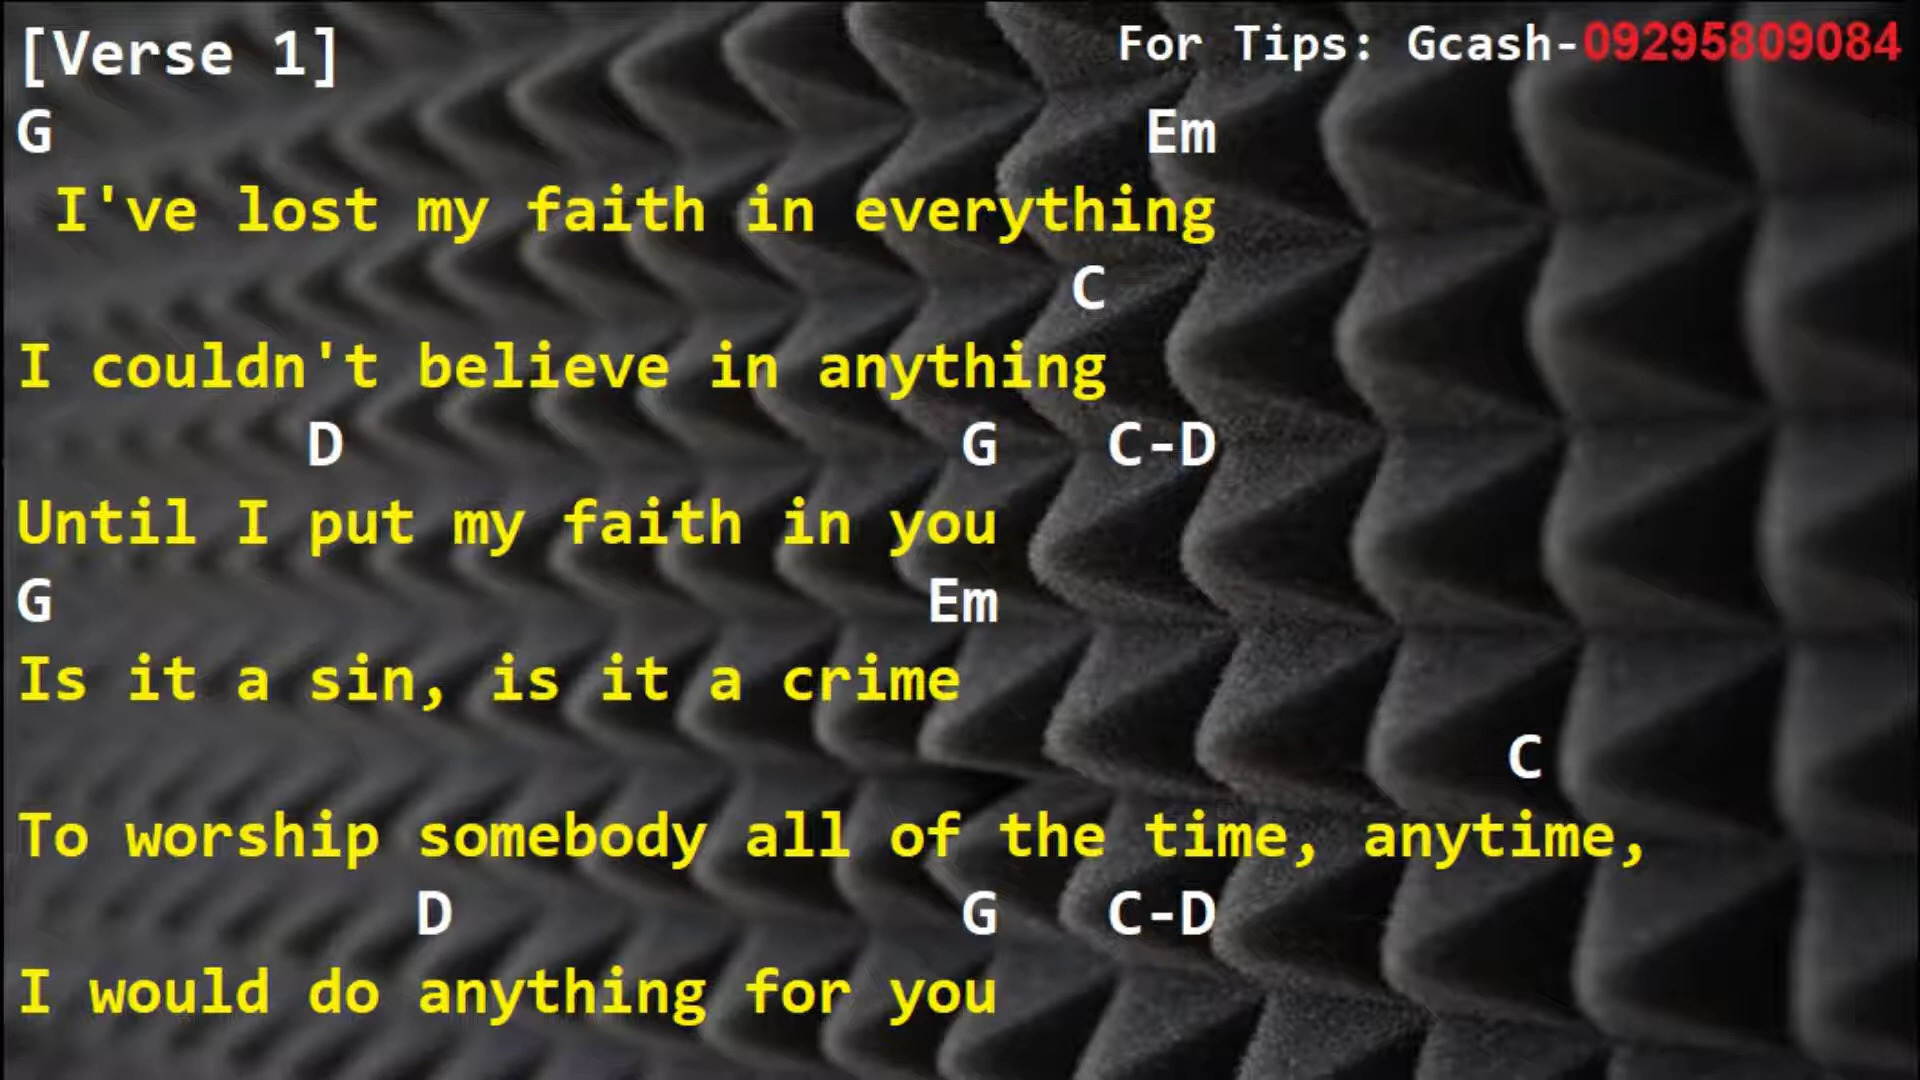 [Verse 1] For Tips: Gcash-09295809084
G Em
I've lost my faith in everything
C
I couldn't believe in anything
D G C-D
Until I put my faith in you
G Em
Is it a sin, is it a crime
C
To worship somebody all of the time, anytime,
D G C-D
I would do anything for you